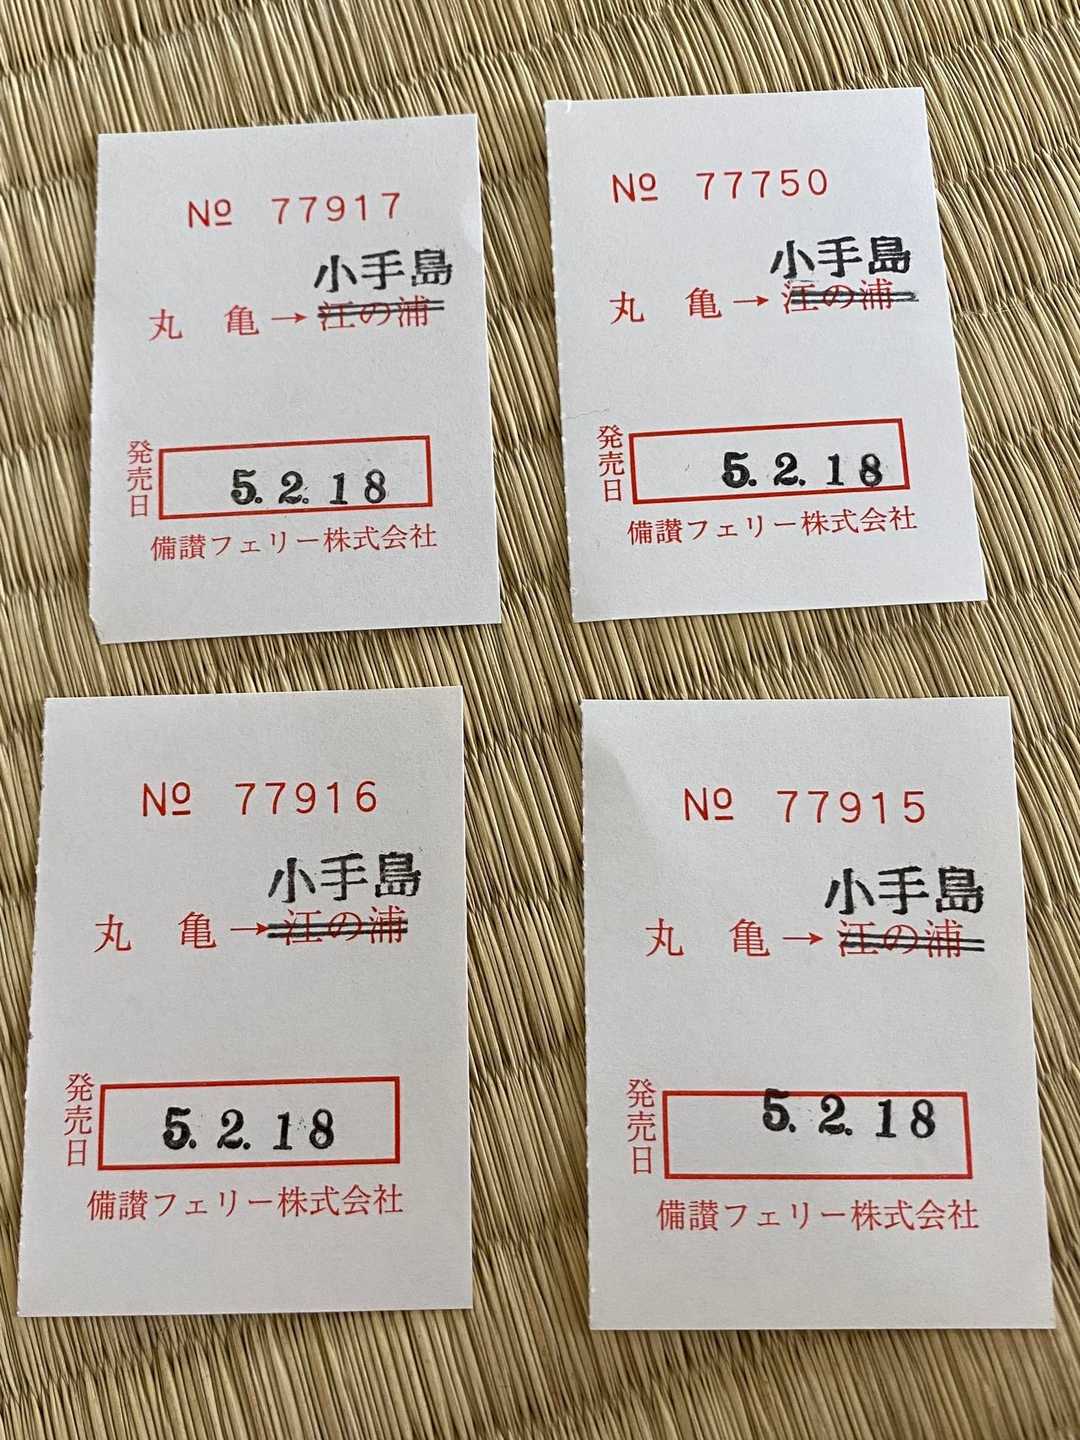 № 77917
小手島
丸 亀→江の浦
発売日
5.2.18
備讃フェリー株式会社
№ 77750
小手島
丸 亀→江の浦
発売日
5.2.18
備讃フェリー株式会社
№ 77916
小手島
丸 亀→江の浦
発売日
5.2.18
備讃フェリー株式会社
№ 77915
小手島
丸 亀→江の浦
発売日
5.2.18
備讃フェリー株式会社